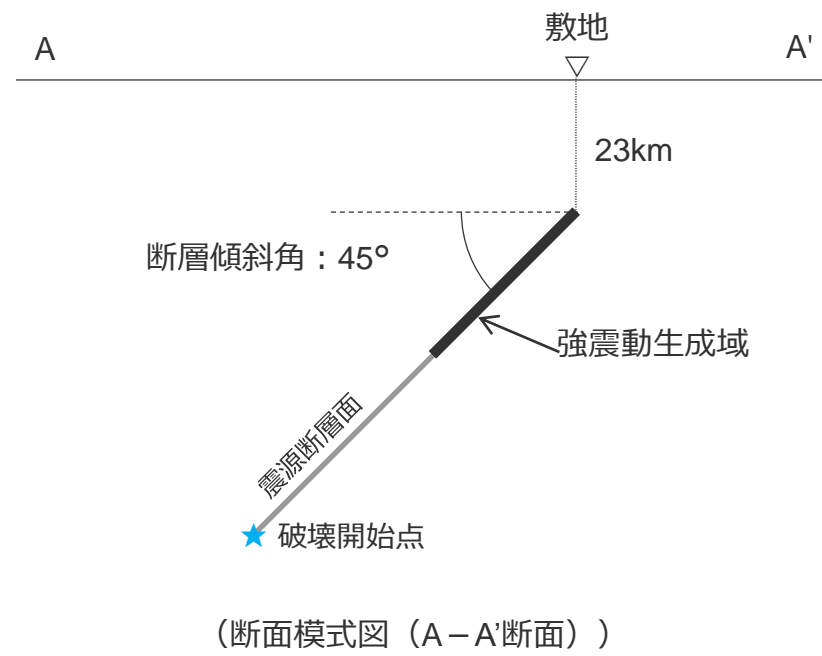 敷地
A
A'
23km
断層傾斜角：45°
強震動生成域
震源断層面
破壊開始点
（断面模式図（A－A’断面））